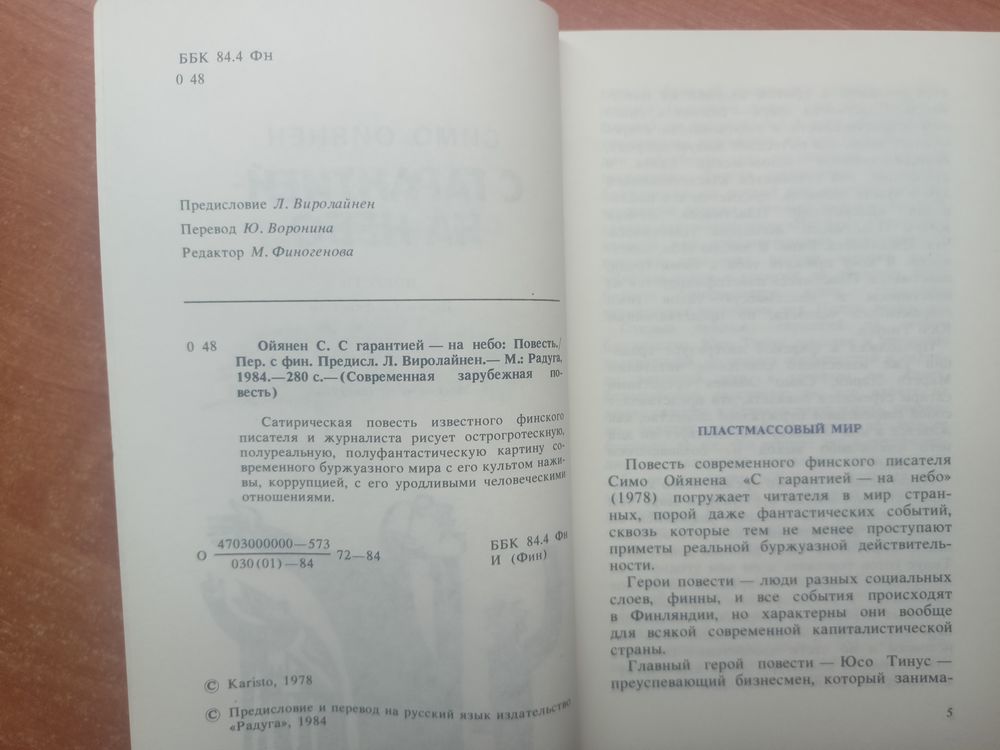 ББК 84.4 Фн
О 48
Предисловие Л. Виролайнен
Перевод Ю. Воронина
Редактор М. Финогенова
О 48 Ойянен С. С гарантией — на небо: Повесть./
Пер. с фин. Предисл. Л. Виролайнен.— М.: Радуга,
1984.—280 с.— (Современная зарубежная по-
весть)
Сатирическая повесть известного финского
писателя и журналиста рисует острогротескную,
полуреальную, полуфантастическую картину со-
временного буржуазного мира с его культом нажи-
вы, коррупцией, с его уродливыми человеческими
отношениями.
О 4703000000—573
030(01)—84
72—84
ББК 84.4 Фн
И (Фин)
© Karisto, 1978
© Предисловие и перевод на русский язык издательство
«Радуга», 1984
ПЛАСТМАССОВЫЙ МИР
Повесть современного финского писателя
Симо Ойянена «С гарантией — на небо»
(1978) погружает читателя в мир стран-
ных, порой даже фантастических событий,
сквозь которые тем не менее проступают
приметы реальной буржуазной действитель-
ности.
Герои повести — люди разных социальных
слоев, финны, и все события происходят
в Финляндии, но характерны они вообще
для всякой современной капиталистической
страны.
Главный герой повести — Юсо Тинус —
преуспевающий бизнесмен, который занима-
5